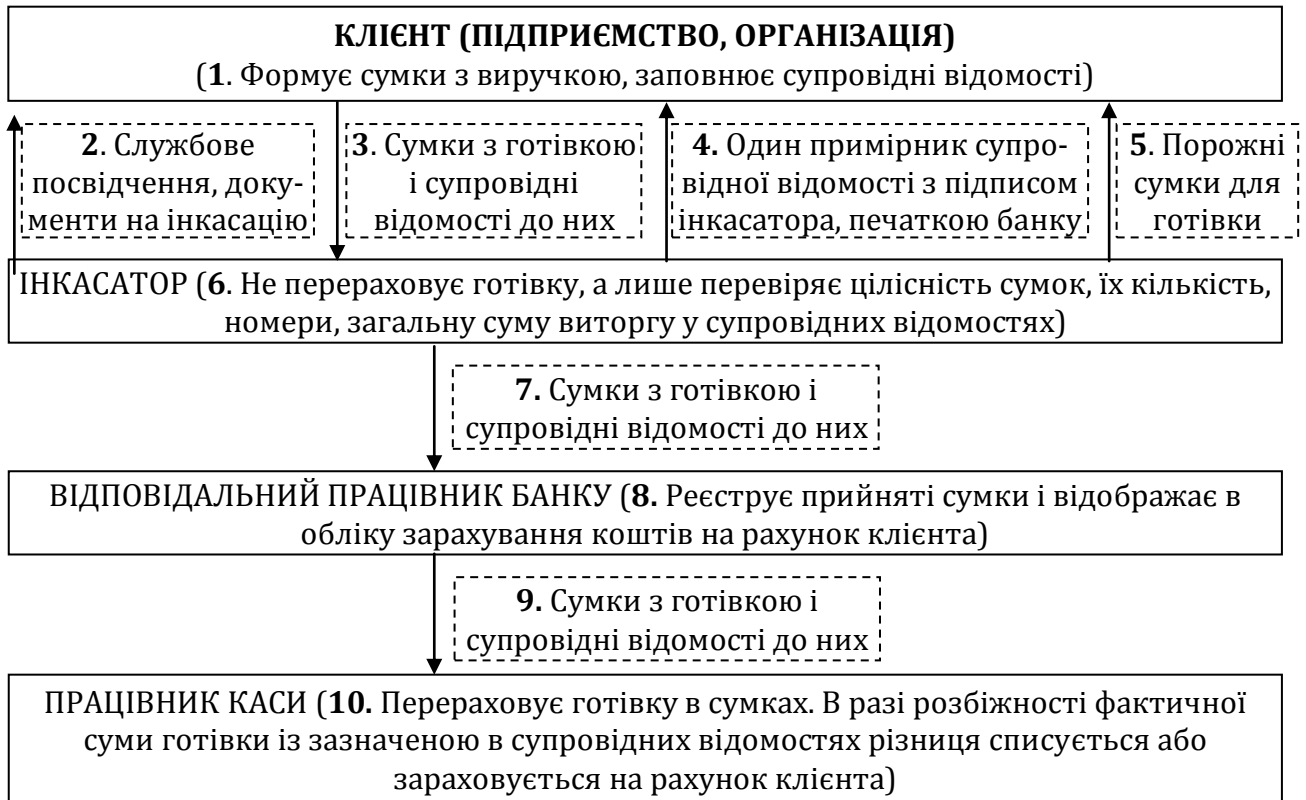 КЛІЄНТ (ПІДПРИЄМСТВО, ОРГАНІЗАЦІЯ)
(1. Формує сумки з виручкою, заповнює супровідні відомості)
2. Службове
посвідчення, доку-
менти на інкасацію
3. Сумки з готівкою
і супровідні
відомості до них
4. Один примірник супро-
відної відомості з підписом
інкасатора, печаткою банку
5. Порожні
сумки для
готівки
ІНКАСАТОР (6. Не перераховує готівку, а лише перевіряє цілісність сумок, їх кількість,
номери, загальну суму виторгу у супровідних відомостях)
7. Сумки з готівкою і
супровідні відомості до них
ВІДПОВІДАЛЬНИЙ ПРАЦІВНИК БАНКУ (8. Реєструє прийняті сумки і відображає в
обліку зарахування коштів на рахунок клієнта)
9. Сумки з готівкою і
супровідні відомості до них
ПРАЦІВНИК КАСИ (10. Перераховує готівку в сумках. В разі розбіжності фактичної
суми готівки із зазначеною в супровідних відомостях різниця списується або
зараховується на рахунок клієнта)